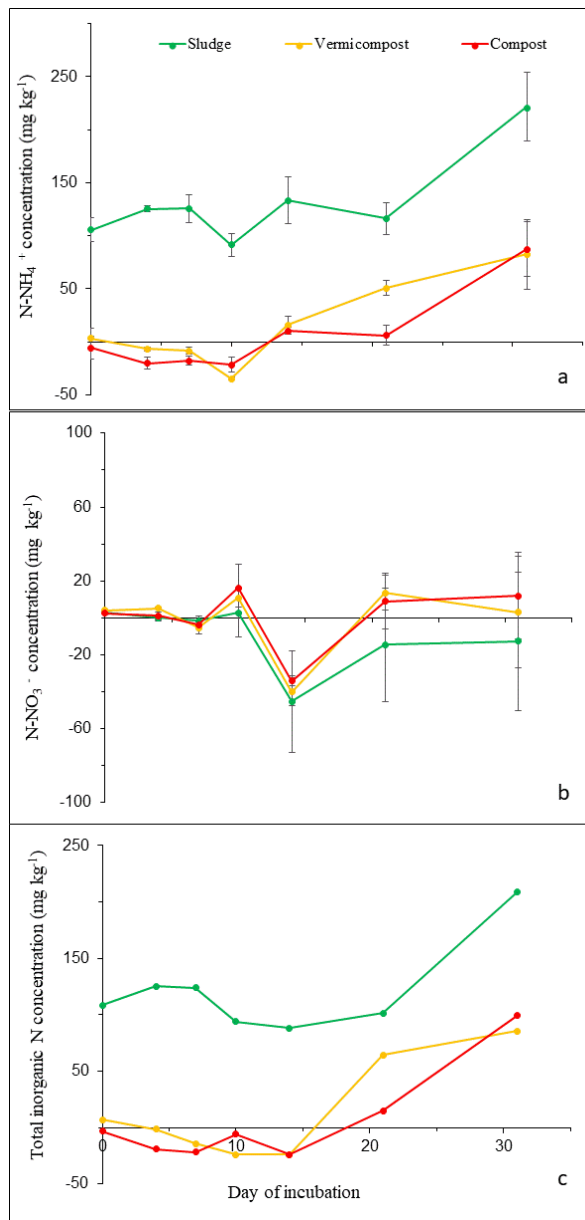 Sludge Vermicompost Compost
250
150
50
-50
N-NH₄⁺ concentration (mg kg⁻¹)
a
100
60
20
-20
-60
-100
N-NO₃⁻ concentration (mg kg⁻¹)
b
250
150
50
-50
Total inorganic N concentration (mg kg⁻¹)
0 10 20 30
Day of incubation
c